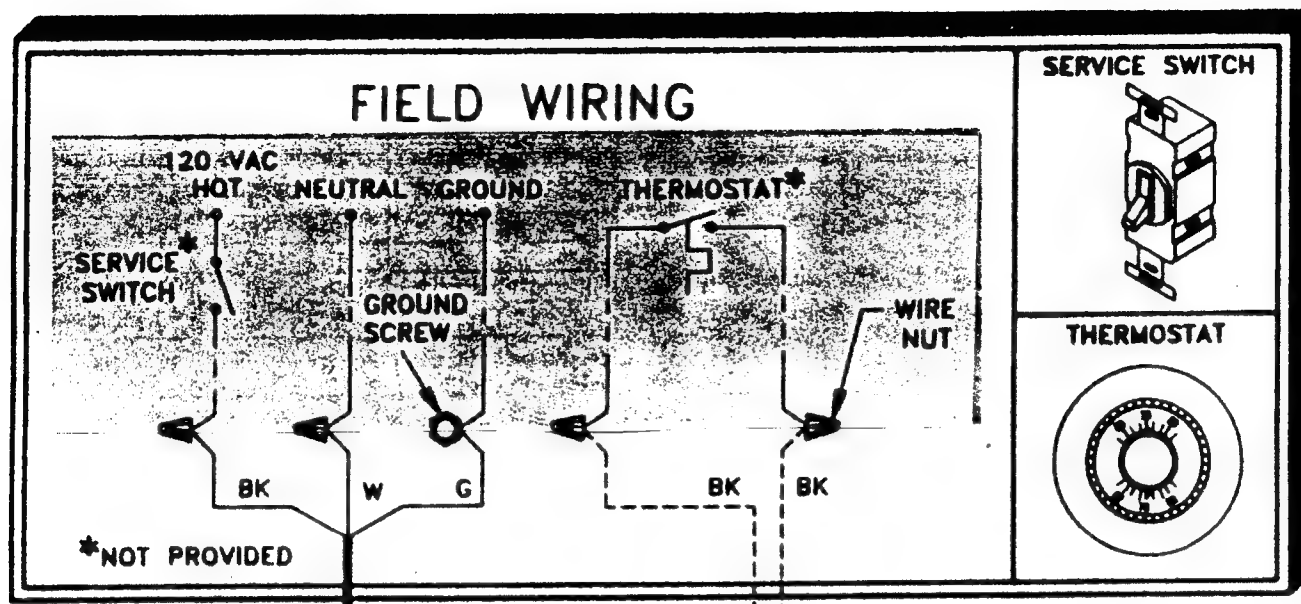 FIELD WIRING
120 VAC
HOT
NEUTRAL
GROUND
THERMOSTAT*
SERVICE*
SWITCH
GROUND
SCREW
WIRE
NUT
BK
W
G
BK
BK
*NOT PROVIDED
SERVICE SWITCH
THERMOSTAT